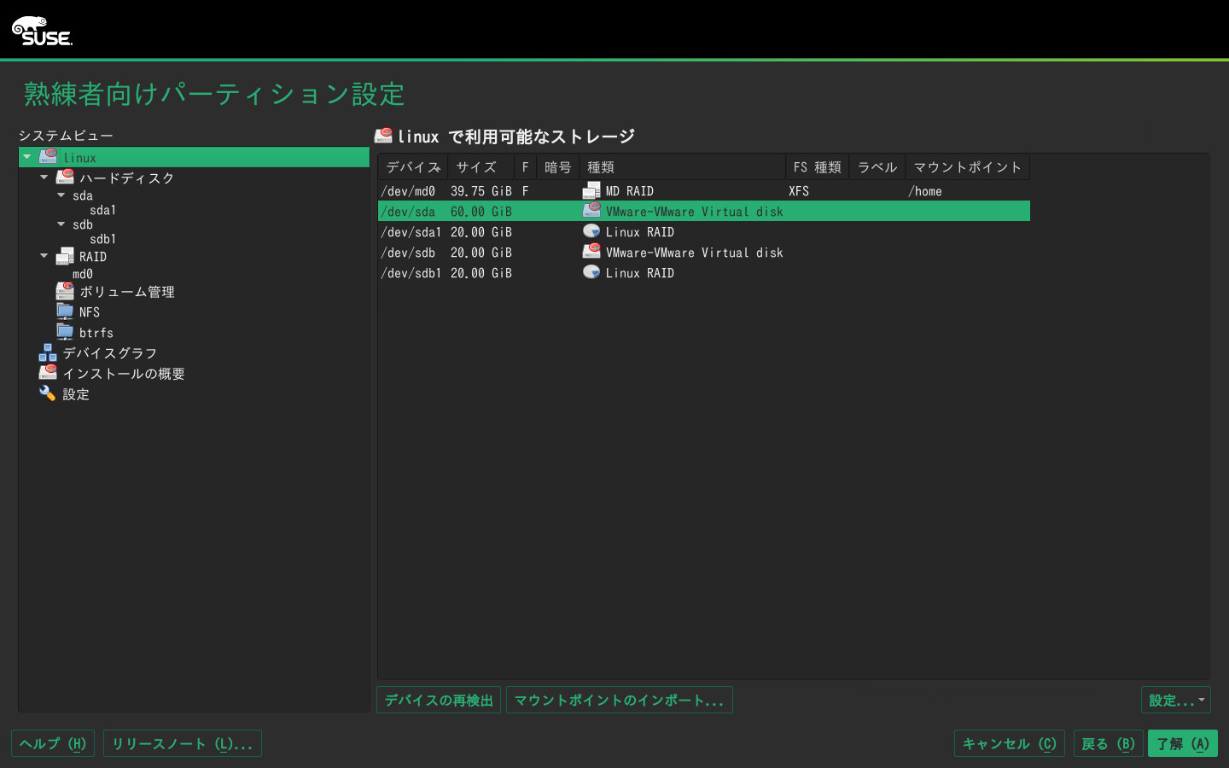 SUSE
熟練者向けパーティション設定
システムビュー
linux
ハードディスク
sda
sda1
sdb
sdb1
RAID
md0
ボリューム管理
NFS
btrfs
デバイスグラフ
インストールの概要
設定
linux で利用可能なストレージ
デバイス サイズ F 暗号 種類 FS 種類 ラベル マウントポイント
/dev/md0 39.75 GiB F MD RAID XFS /home
/dev/sda 60.00 GiB VMware-VMware Virtual disk
/dev/sda1 20.00 GiB Linux RAID
/dev/sdb 20.00 GiB VMware-VMware Virtual disk
/dev/sdb1 20.00 GiB Linux RAID
デバイスの再検出 マウントポイントのインポート... 設定...
ヘルプ (H) リリースノート (L)... キャンセル (C) 戻る (B) 了解 (A)